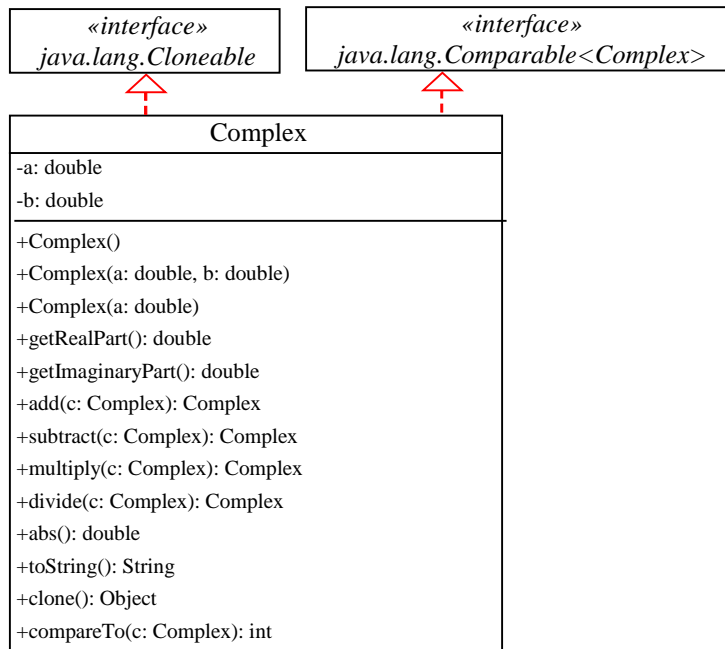 «interface»
java.lang.Cloneable
«interface»
java.lang.Comparable<Complex>
Complex
-a: double
-b: double
+Complex()
+Complex(a: double, b: double)
+Complex(a: double)
+getRealPart(): double
+getImaginaryPart(): double
+add(c: Complex): Complex
+subtract(c: Complex): Complex
+multiply(c: Complex): Complex
+divide(c: Complex): Complex
+abs(): double
+toString(): String
+clone(): Object
+compareTo(c: Complex): int